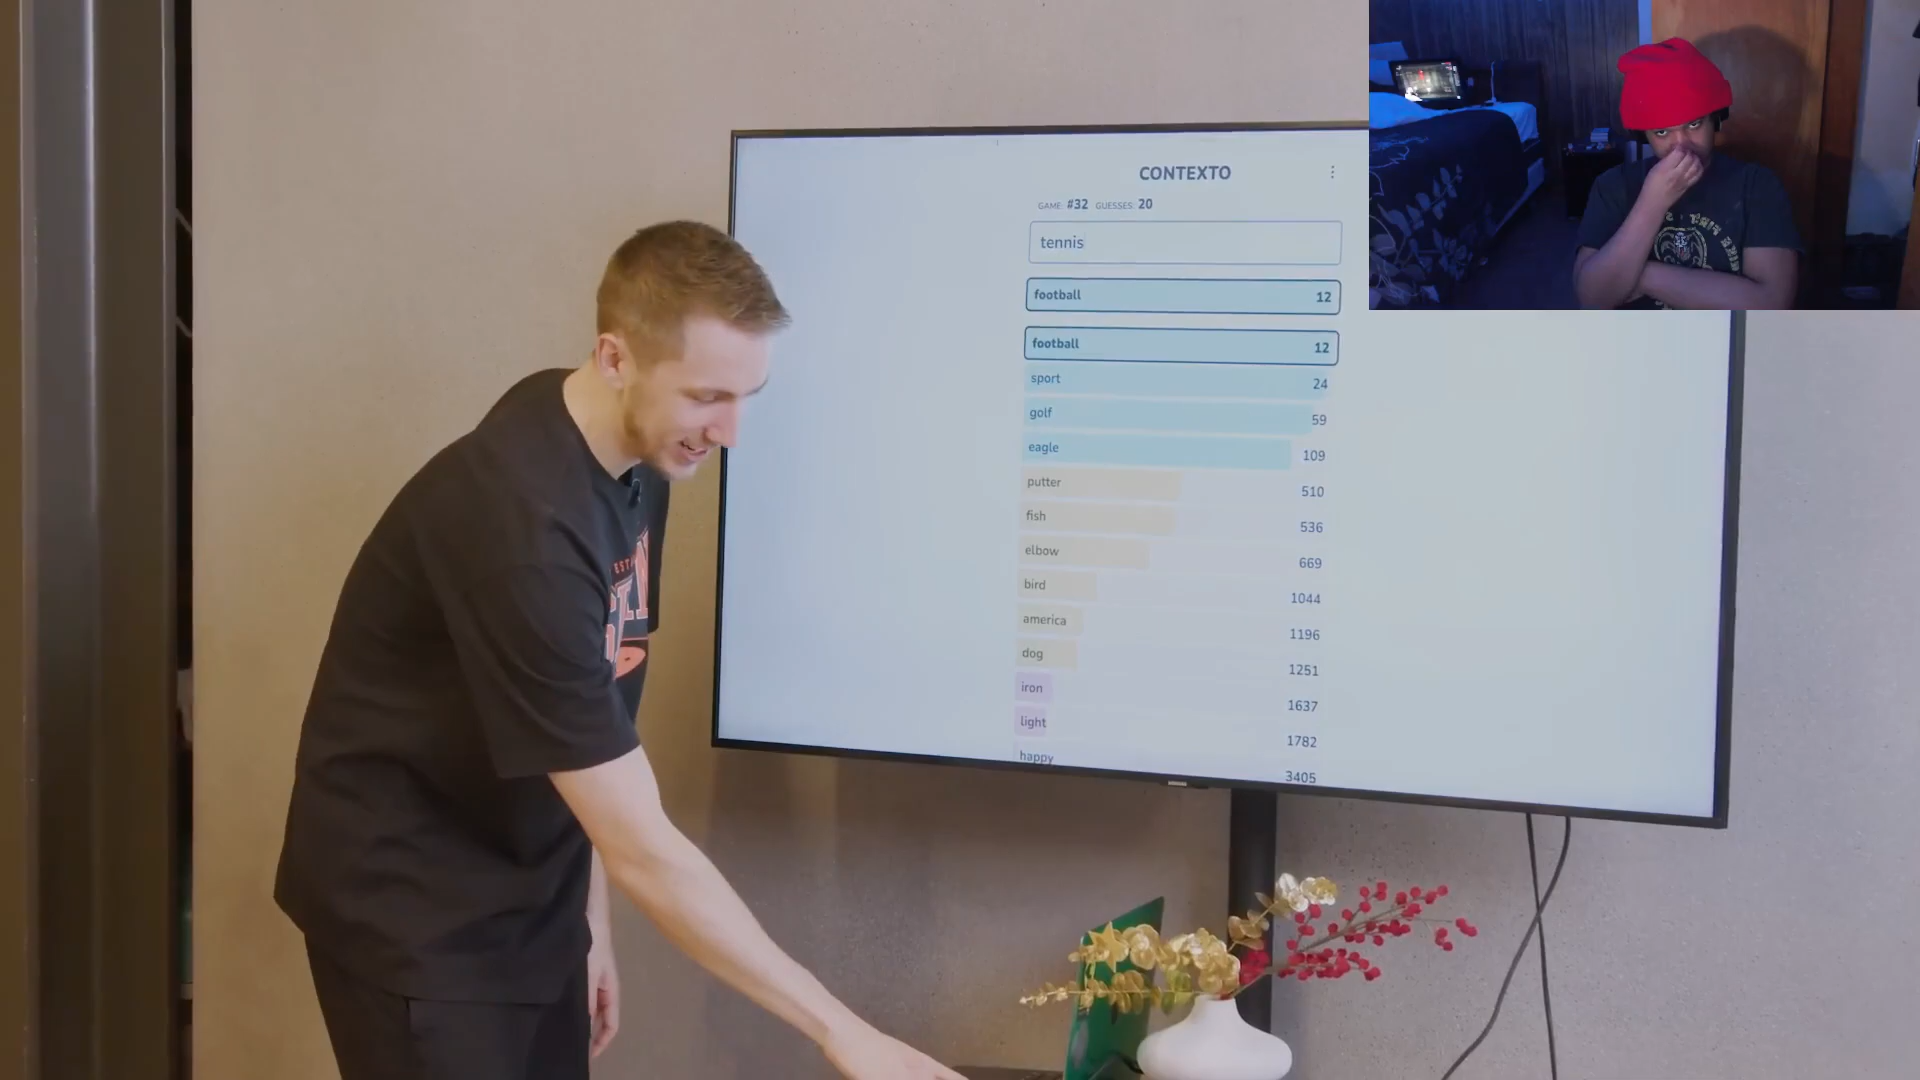 CONTEXTO
GAME: #32 GUESSES: 20
tennis
football 12
football 12
sport 24
golf 59
eagle 109
putter 510
fish 536
elbow 669
bird 1044
america 1196
dog 1251
iron 1637
light 1782
happy 3405